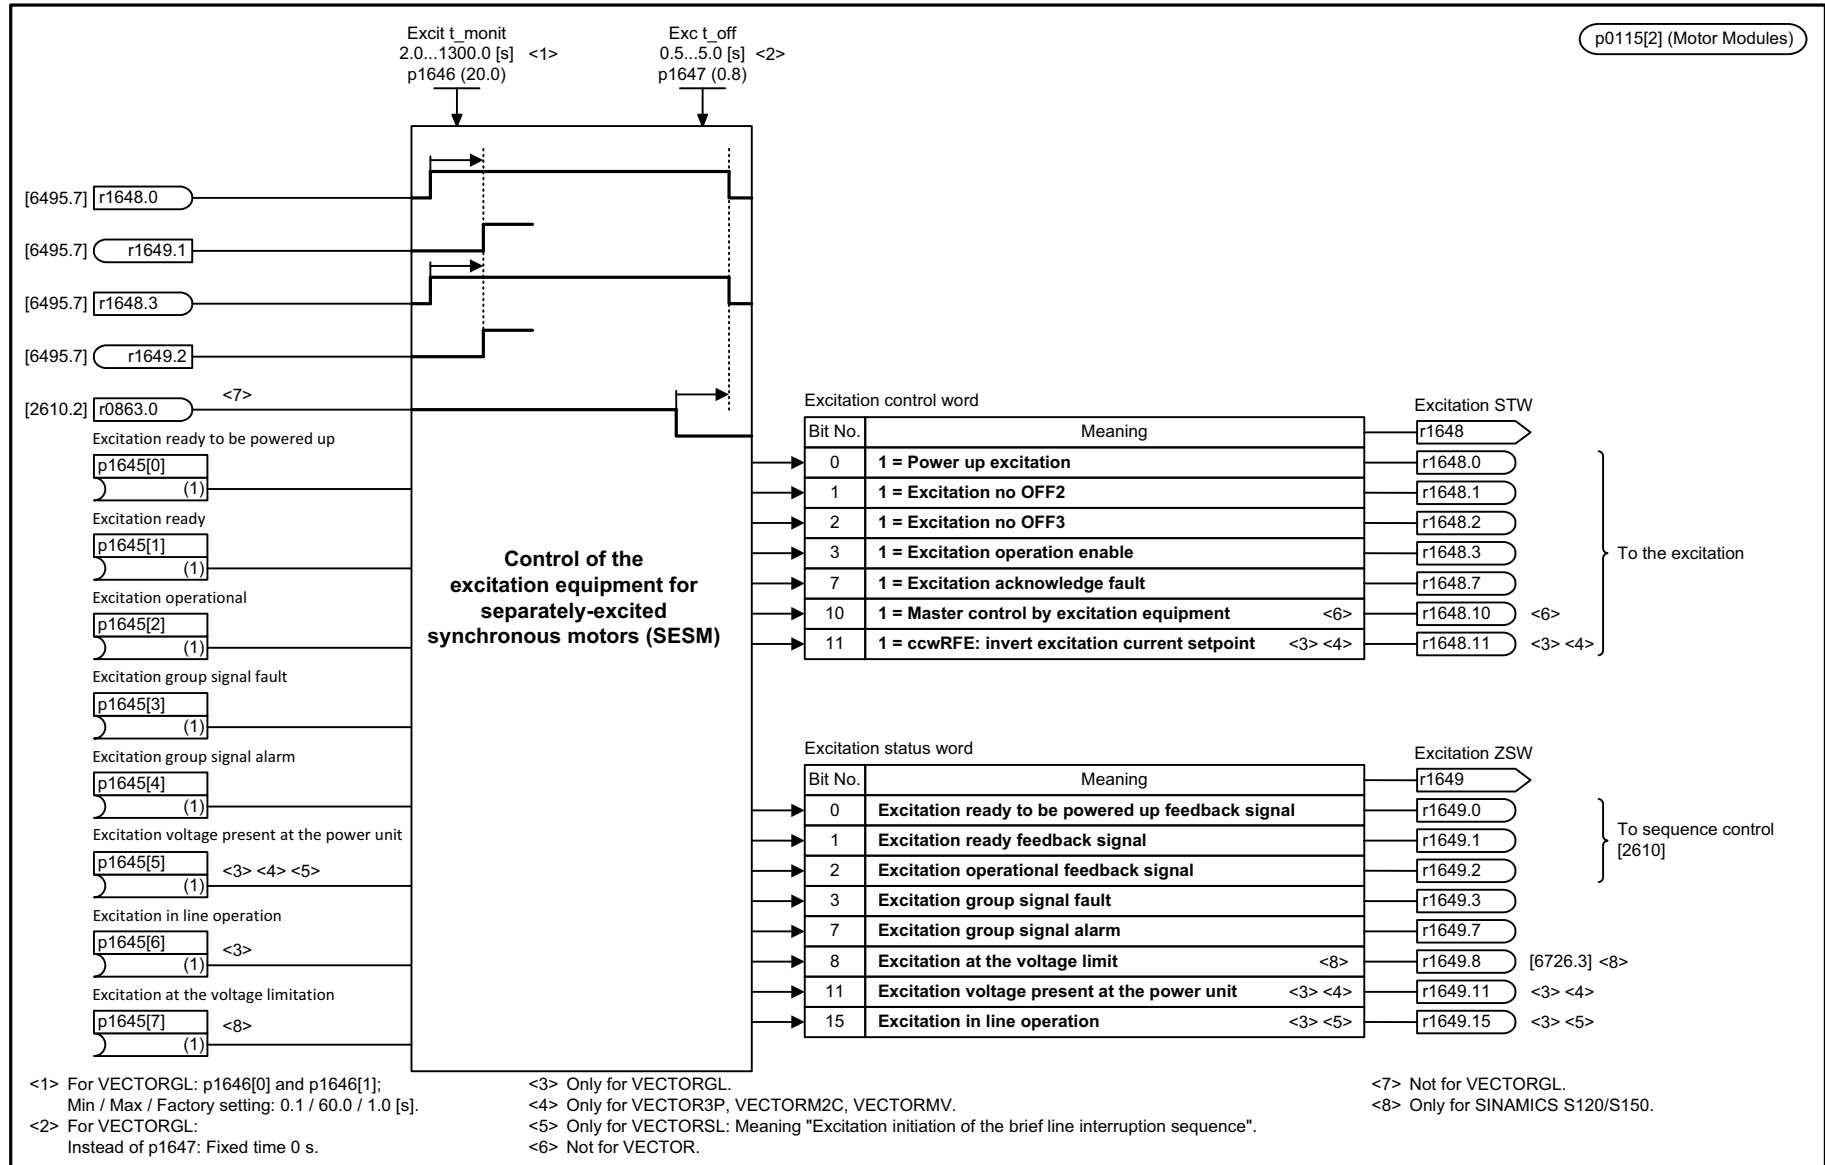 Excit t_monit
2.0...1300.0 [s] <1>
p1646 (20.0)
Exc t_off
0.5...5.0 [s] <2>
p1647 (0.8)
p0115[2] (Motor Modules)
[6495.7] r1648.0
[6495.7] r1649.1
[6495.7] r1648.3
[6495.7] r1649.2
[2610.2] r0863.0 <7>
Excitation ready to be powered up
p1645[0]
(1)
Excitation ready
p1645[1]
(1)
Excitation operational
p1645[2]
(1)
Excitation group signal fault
p1645[3]
(1)
Excitation group signal alarm
p1645[4]
(1)
Excitation voltage present at the power unit
p1645[5] <3> <4> <5>
(1)
Excitation in line operation
p1645[6] <3>
(1)
Excitation at the voltage limitation
p1645[7] <8>
(1)
Control of the
excitation equipment for
separately-excited
synchronous motors (SESM)
Excitation control word
Excitation STW
Bit No. Meaning r1648
0 1 = Power up excitation r1648.0
1 1 = Excitation no OFF2 r1648.1
2 1 = Excitation no OFF3 r1648.2
3 1 = Excitation operation enable r1648.3
7 1 = Excitation acknowledge fault r1648.7
10 1 = Master control by excitation equipment <6> r1648.10 <6>
11 1 = ccwRFE: invert excitation current setpoint <3> <4> r1648.11 <3> <4>
To the excitation
Excitation status word
Excitation ZSW
Bit No. Meaning r1649
0 Excitation ready to be powered up feedback signal r1649.0
1 Excitation ready feedback signal r1649.1
2 Excitation operational feedback signal r1649.2
3 Excitation group signal fault r1649.3
7 Excitation group signal alarm r1649.7
8 Excitation at the voltage limit <8> r1649.8 [6726.3] <8>
11 Excitation voltage present at the power unit <3> <4> r1649.11 <3> <4>
15 Excitation in line operation <3> <5> r1649.15 <3> <5>
To sequence control
[2610]
<1> For VECTORGL: p1646[0] and p1646[1];
Min / Max / Factory setting: 0.1 / 60.0 / 1.0 [s].
<2> For VECTORGL:
Instead of p1647: Fixed time 0 s.
<3> Only for VECTORGL.
<4> Only for VECTOR3P, VECTORM2C, VECTORMV.
<5> Only for VECTORSL: Meaning "Excitation initiation of the brief line interruption sequence".
<6> Not for VECTOR.
<7> Not for VECTORGL.
<8> Only for SINAMICS S120/S150.